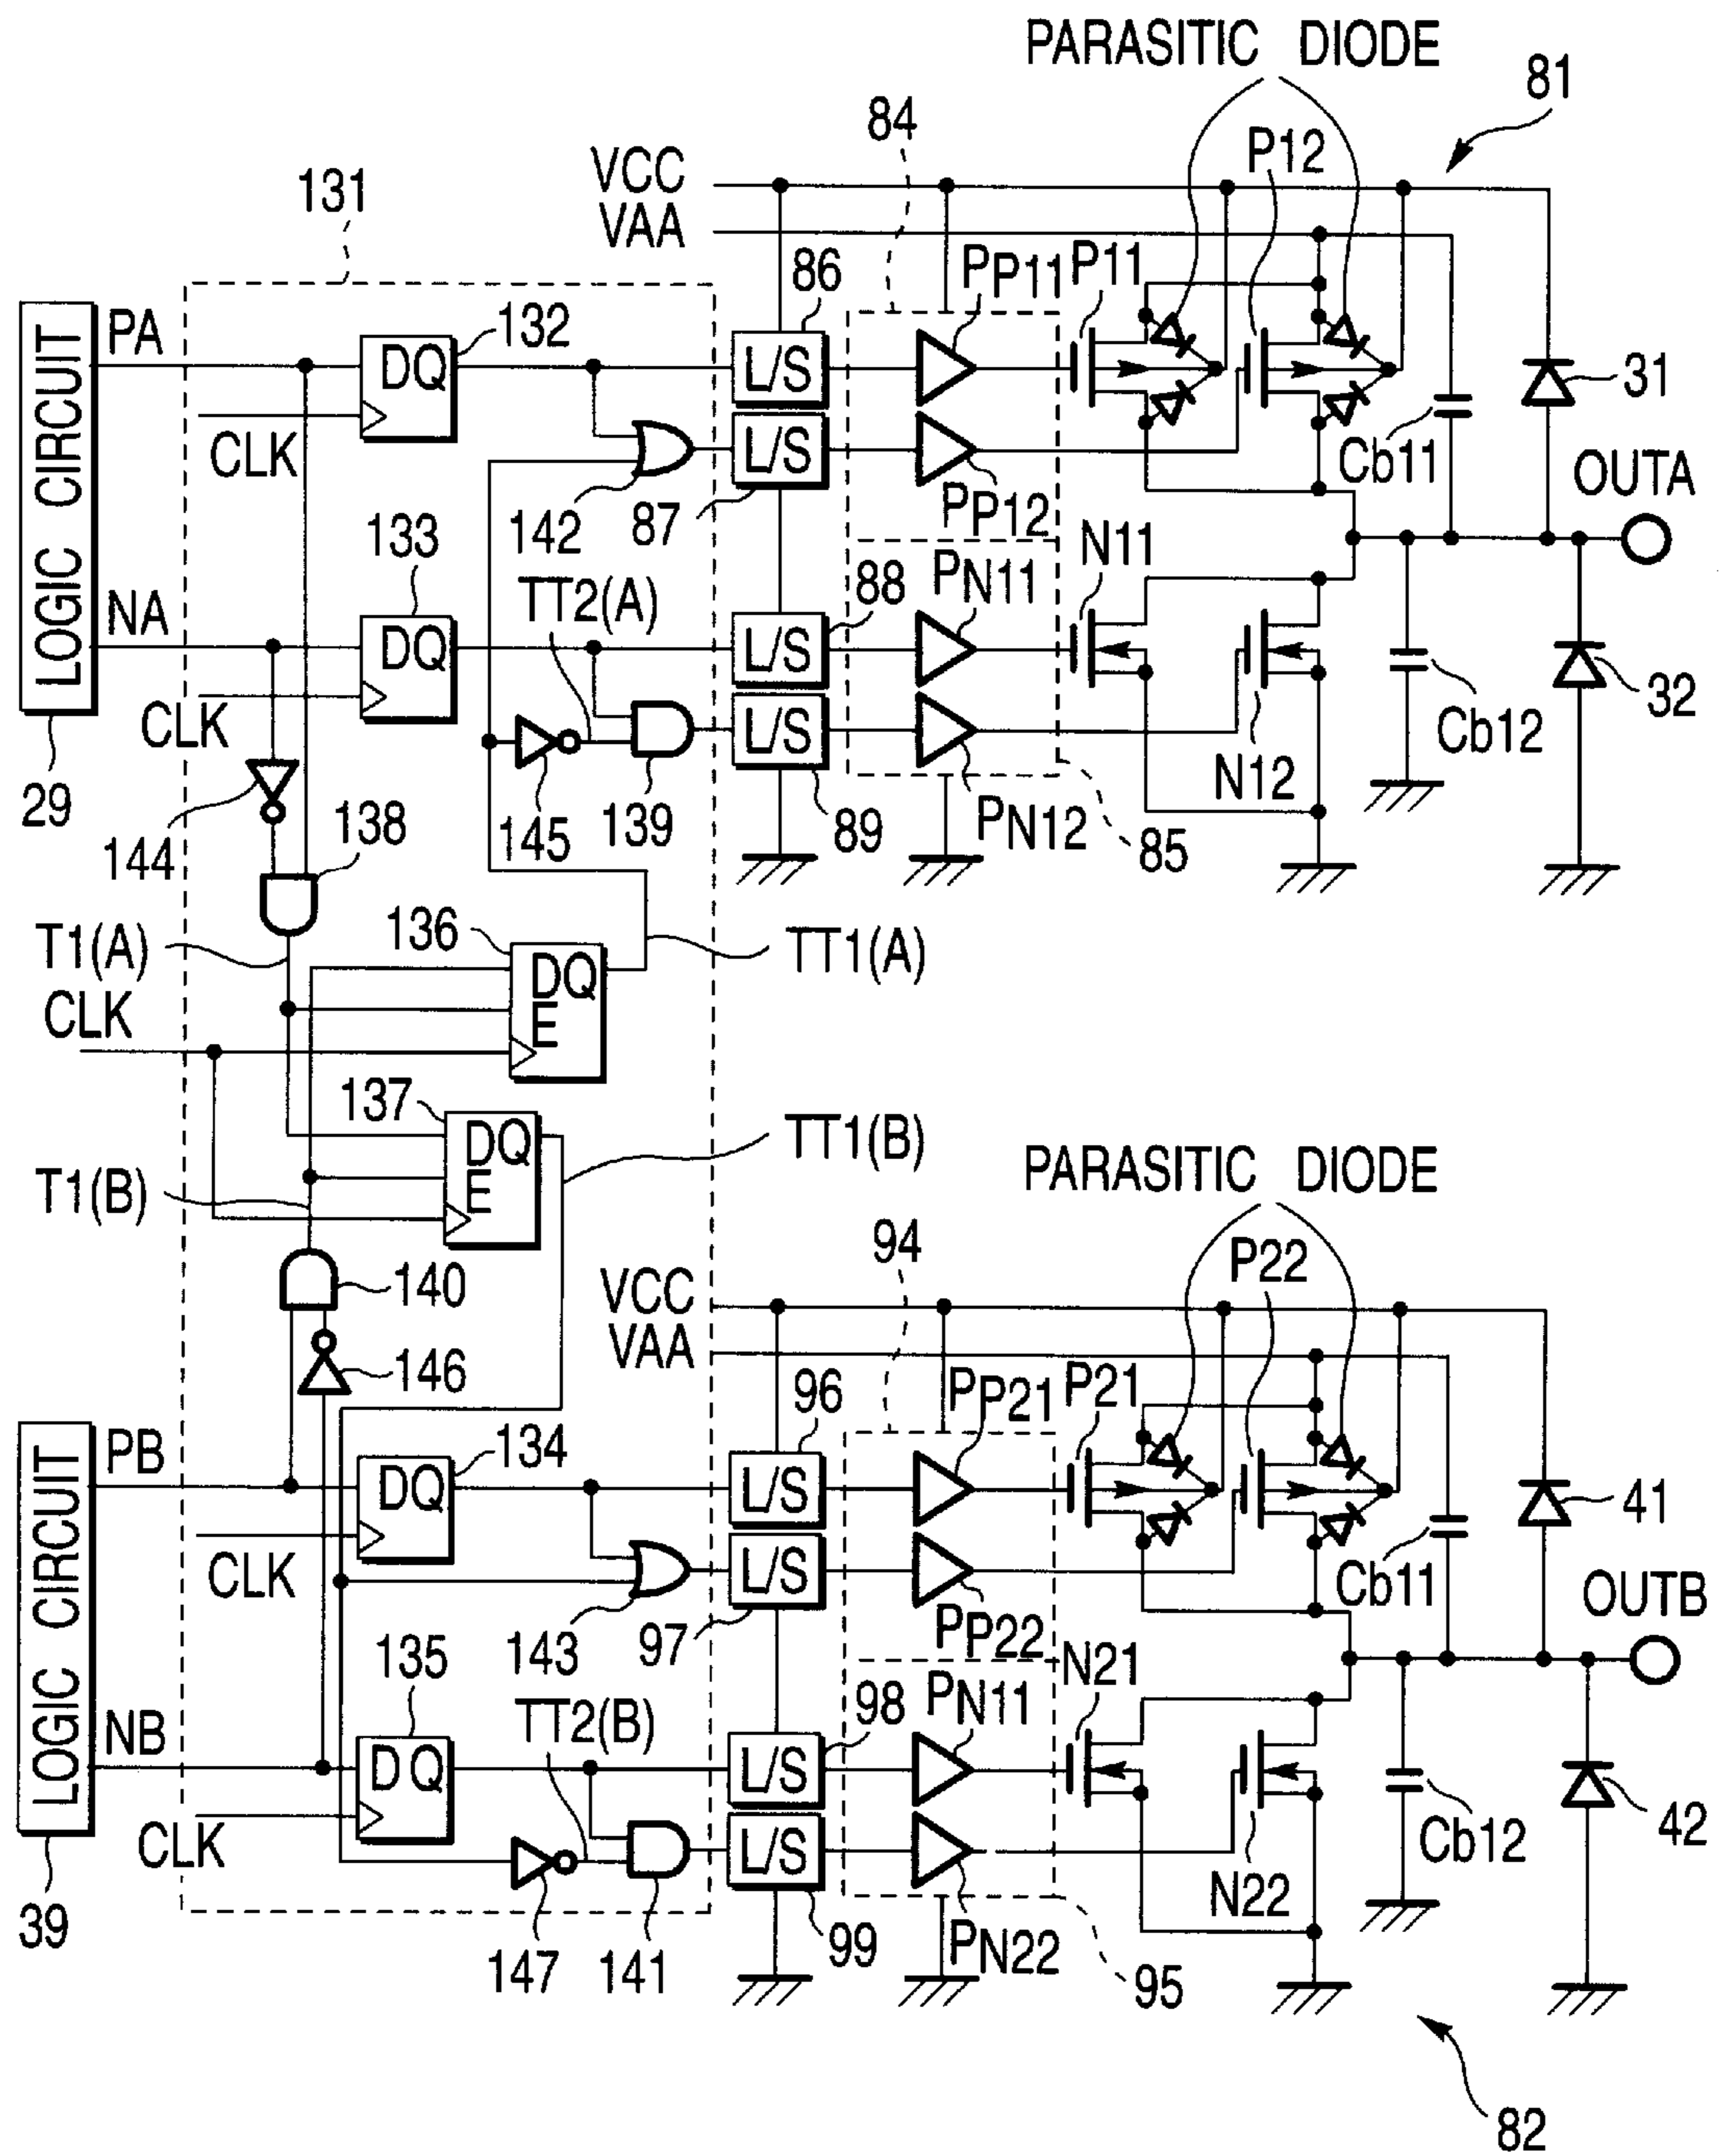 PARASITIC DIODE
81
84
P12
VCC
131
VAA
86
PP11
P11
LOGIC CIRCUIT
PA
DQ
132
L/S
31
CLK
L/S
Cb11
OUTA
142
87
PP12
133
N11
PN11
TT2(A)
88
NA
DQ
L/S
32
CLK
L/S
Cb12
N12
29
144
138
145
139
89
PN12
85
T1(A)
136
TT1(A)
DQ
E
CLK
137
TT1(B)
DQ
E
PARASITIC DIODE
T1(B)
94
P22
140
VCC
VAA
146
96
PP21
P21
LOGIC CIRCUIT
PB
134
DQ
L/S
41
CLK
L/S
Cb11
OUTB
143
97
PP22
135
N21
PN11
98
TT2(B)
NB
DQ
L/S
CLK
L/S
Cb12
42
N22
39
147
141
99
PN22
95
82